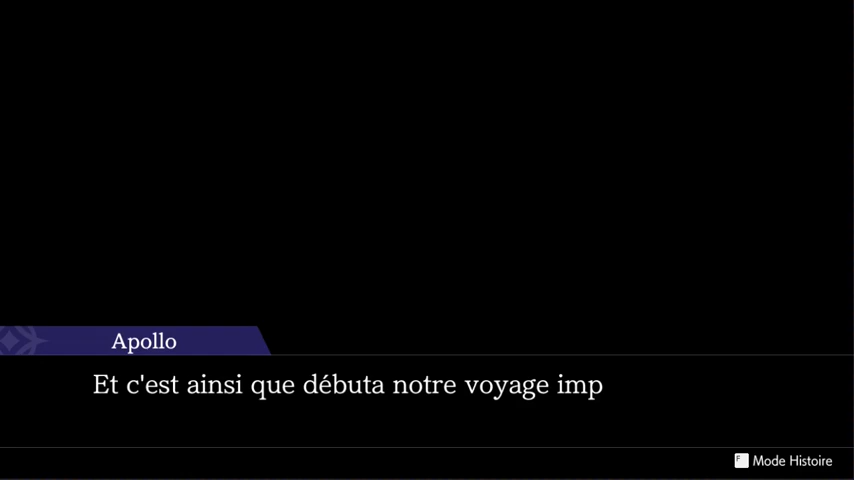 Apollo
Et c'est ainsi que débuta notre voyage imp
F Mode Histoire